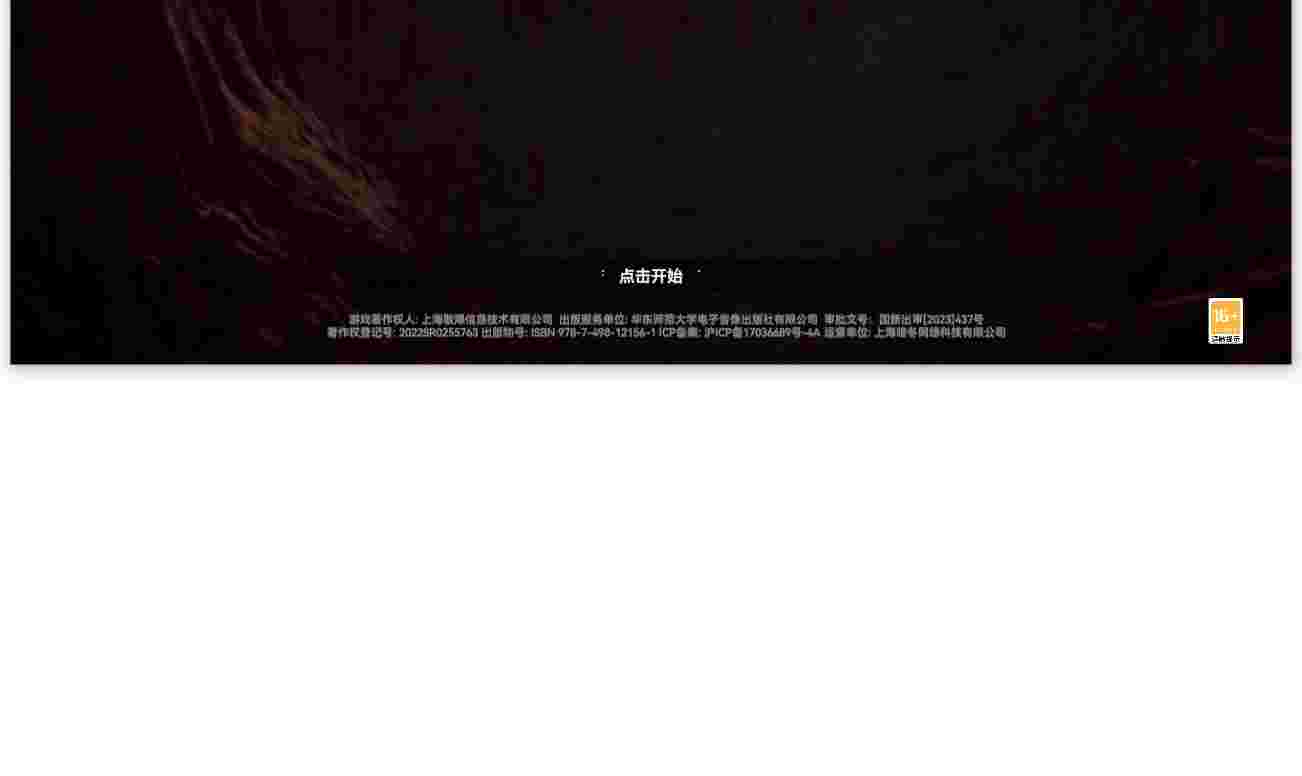 点击开始
游戏著作权人: 上海 信息技术有限公司 出版服务单位: 华东师范大学电子音像出版社有限公司 审批文号: 国新出审[2023]437号
著作权登记号: 2022SR0255763 出版物号: ISBN 978-7-498-12156-1 ICP备案: 沪ICP备17036689号-4A 运营单位: 上海 网络科技有限公司
16+
适龄提示